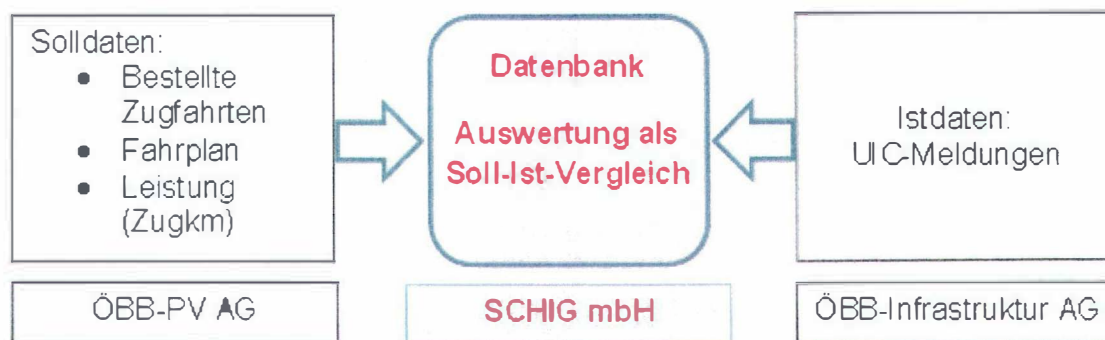 Solldaten:
• Bestellte
Zugfahrten
• Fahrplan
• Leistung
(Zugkm)
ÖBB-PV AG
Datenbank
Auswertung als
Soll-Ist-Vergleich
SCHIG mbH
Istdaten:
UIC-Meldungen
ÖBB-Infrastruktur AG